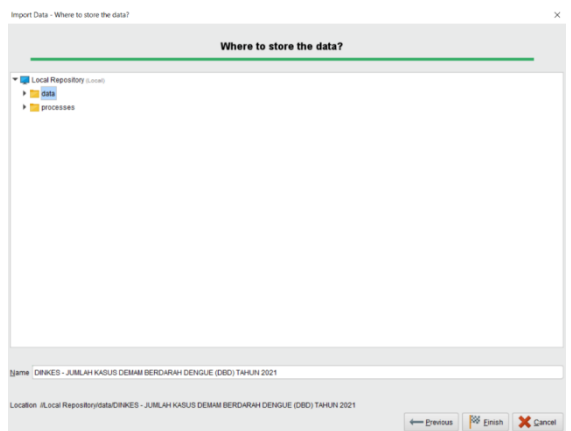 Import Data - Where to store the data?
Where to store the data?
Local Repository (Local)
data
processes
Name DINKES - JUMLAH KASUS DEMAM BERDARAH DENGUE (DBD) TAHUN 2021
Location //Local Repository/data/DINKES - JUMLAH KASUS DEMAM BERDARAH DENGUE (DBD) TAHUN 2021
Previous Finish Cancel